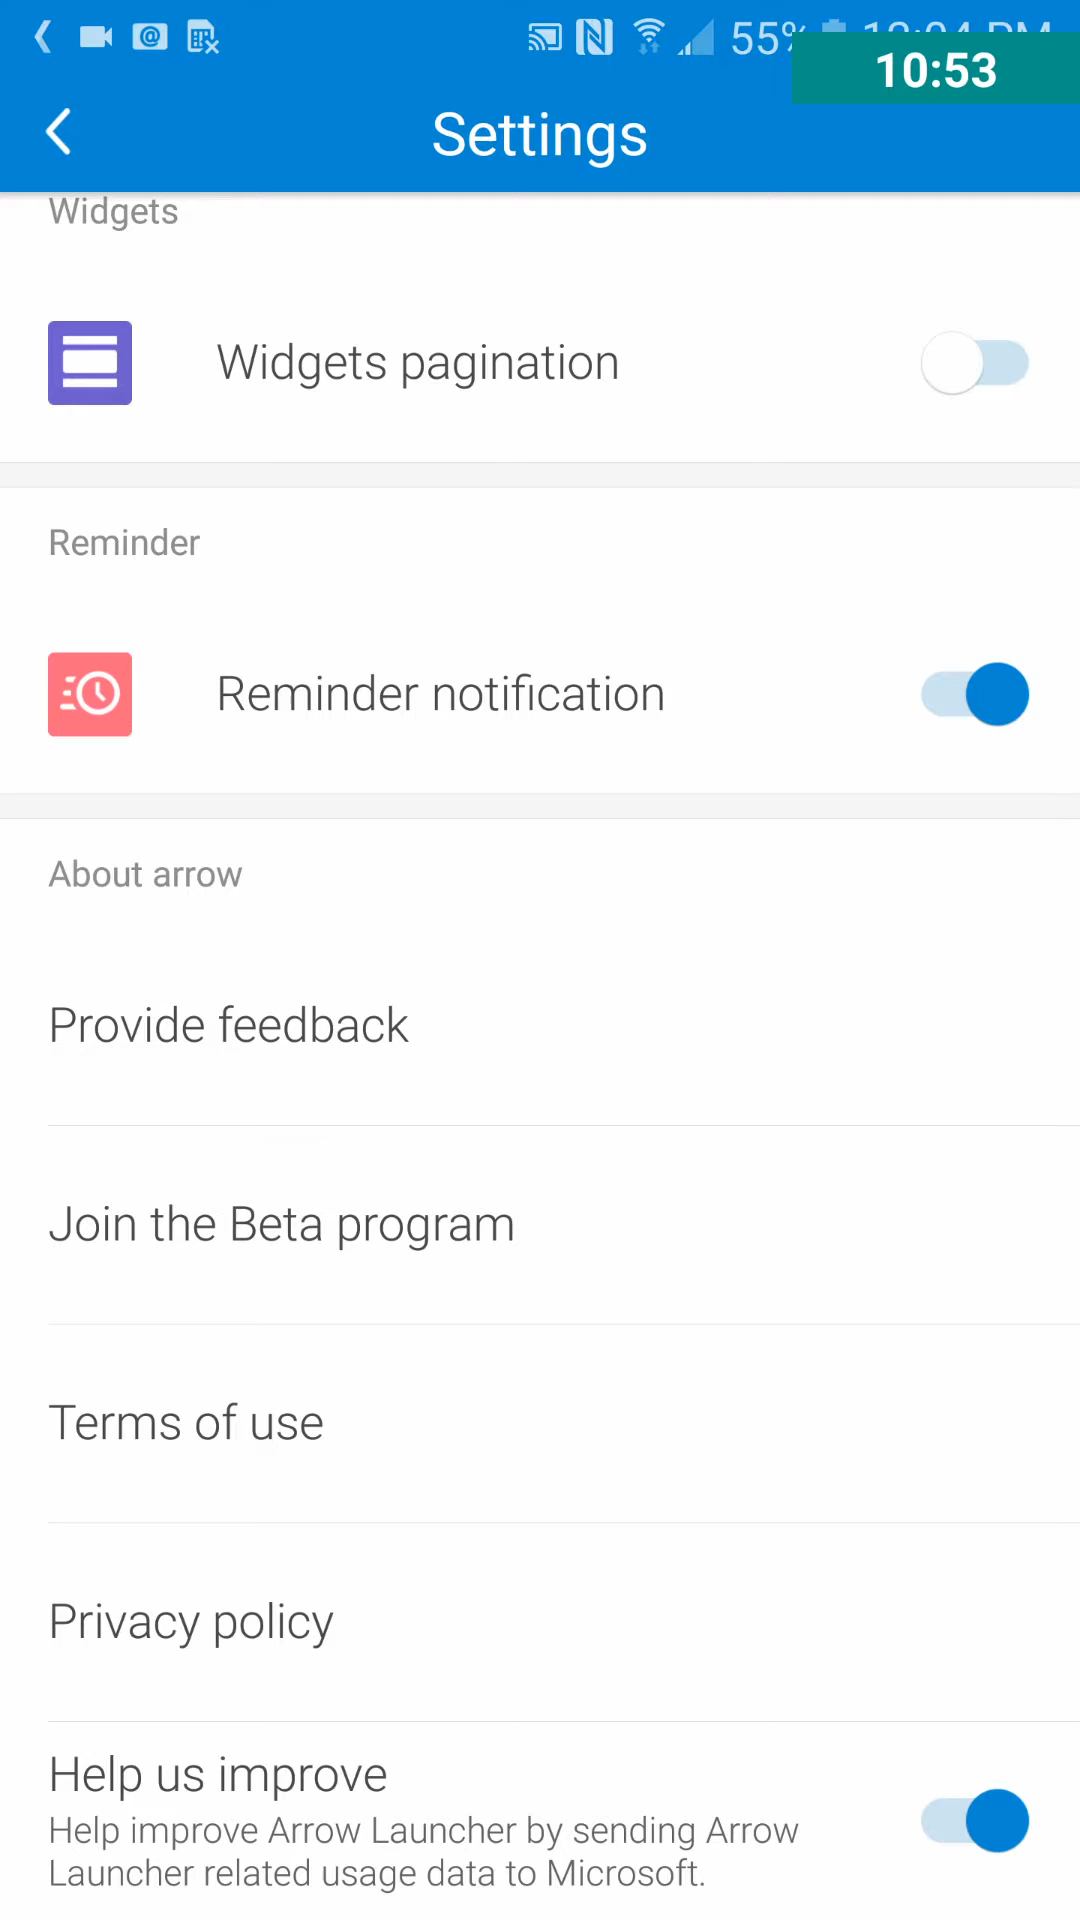 55%
10:53
Settings
Widgets
Widgets pagination
Reminder
Reminder notification
About arrow
Provide feedback
Join the Beta program
Terms of use
Privacy policy
Help us improve
Help improve Arrow Launcher by sending Arrow
Launcher related usage data to Microsoft.